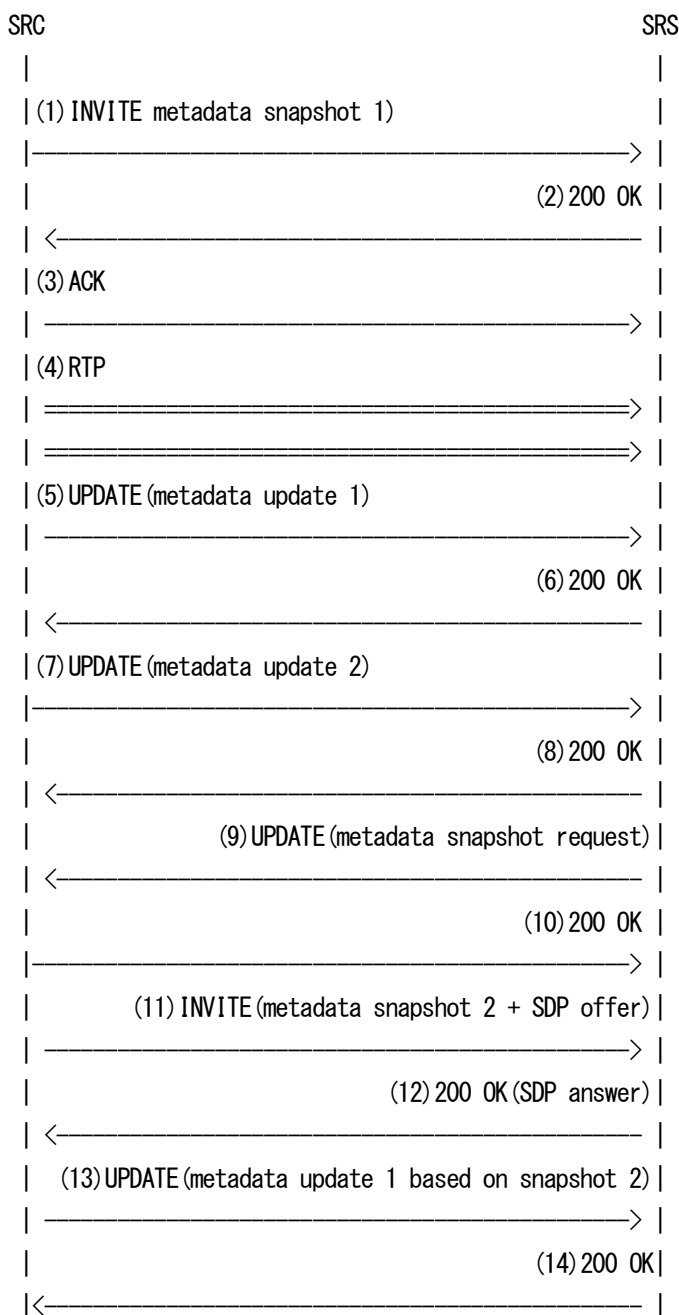 SRC SRS
(1)INVITE metadata snapshot 1)
(2)200 OK
(3)ACK
(4)RTP
(5)UPDATE(metadata update 1)
(6)200 OK
(7)UPDATE(metadata update 2)
(8)200 OK
(9)UPDATE(metadata snapshot request)
(10)200 OK
(11)INVITE(metadata snapshot 2 + SDP offer)
(12)200 OK(SDP answer)
(13)UPDATE(metadata update 1 based on snapshot 2)
(14)200 OK